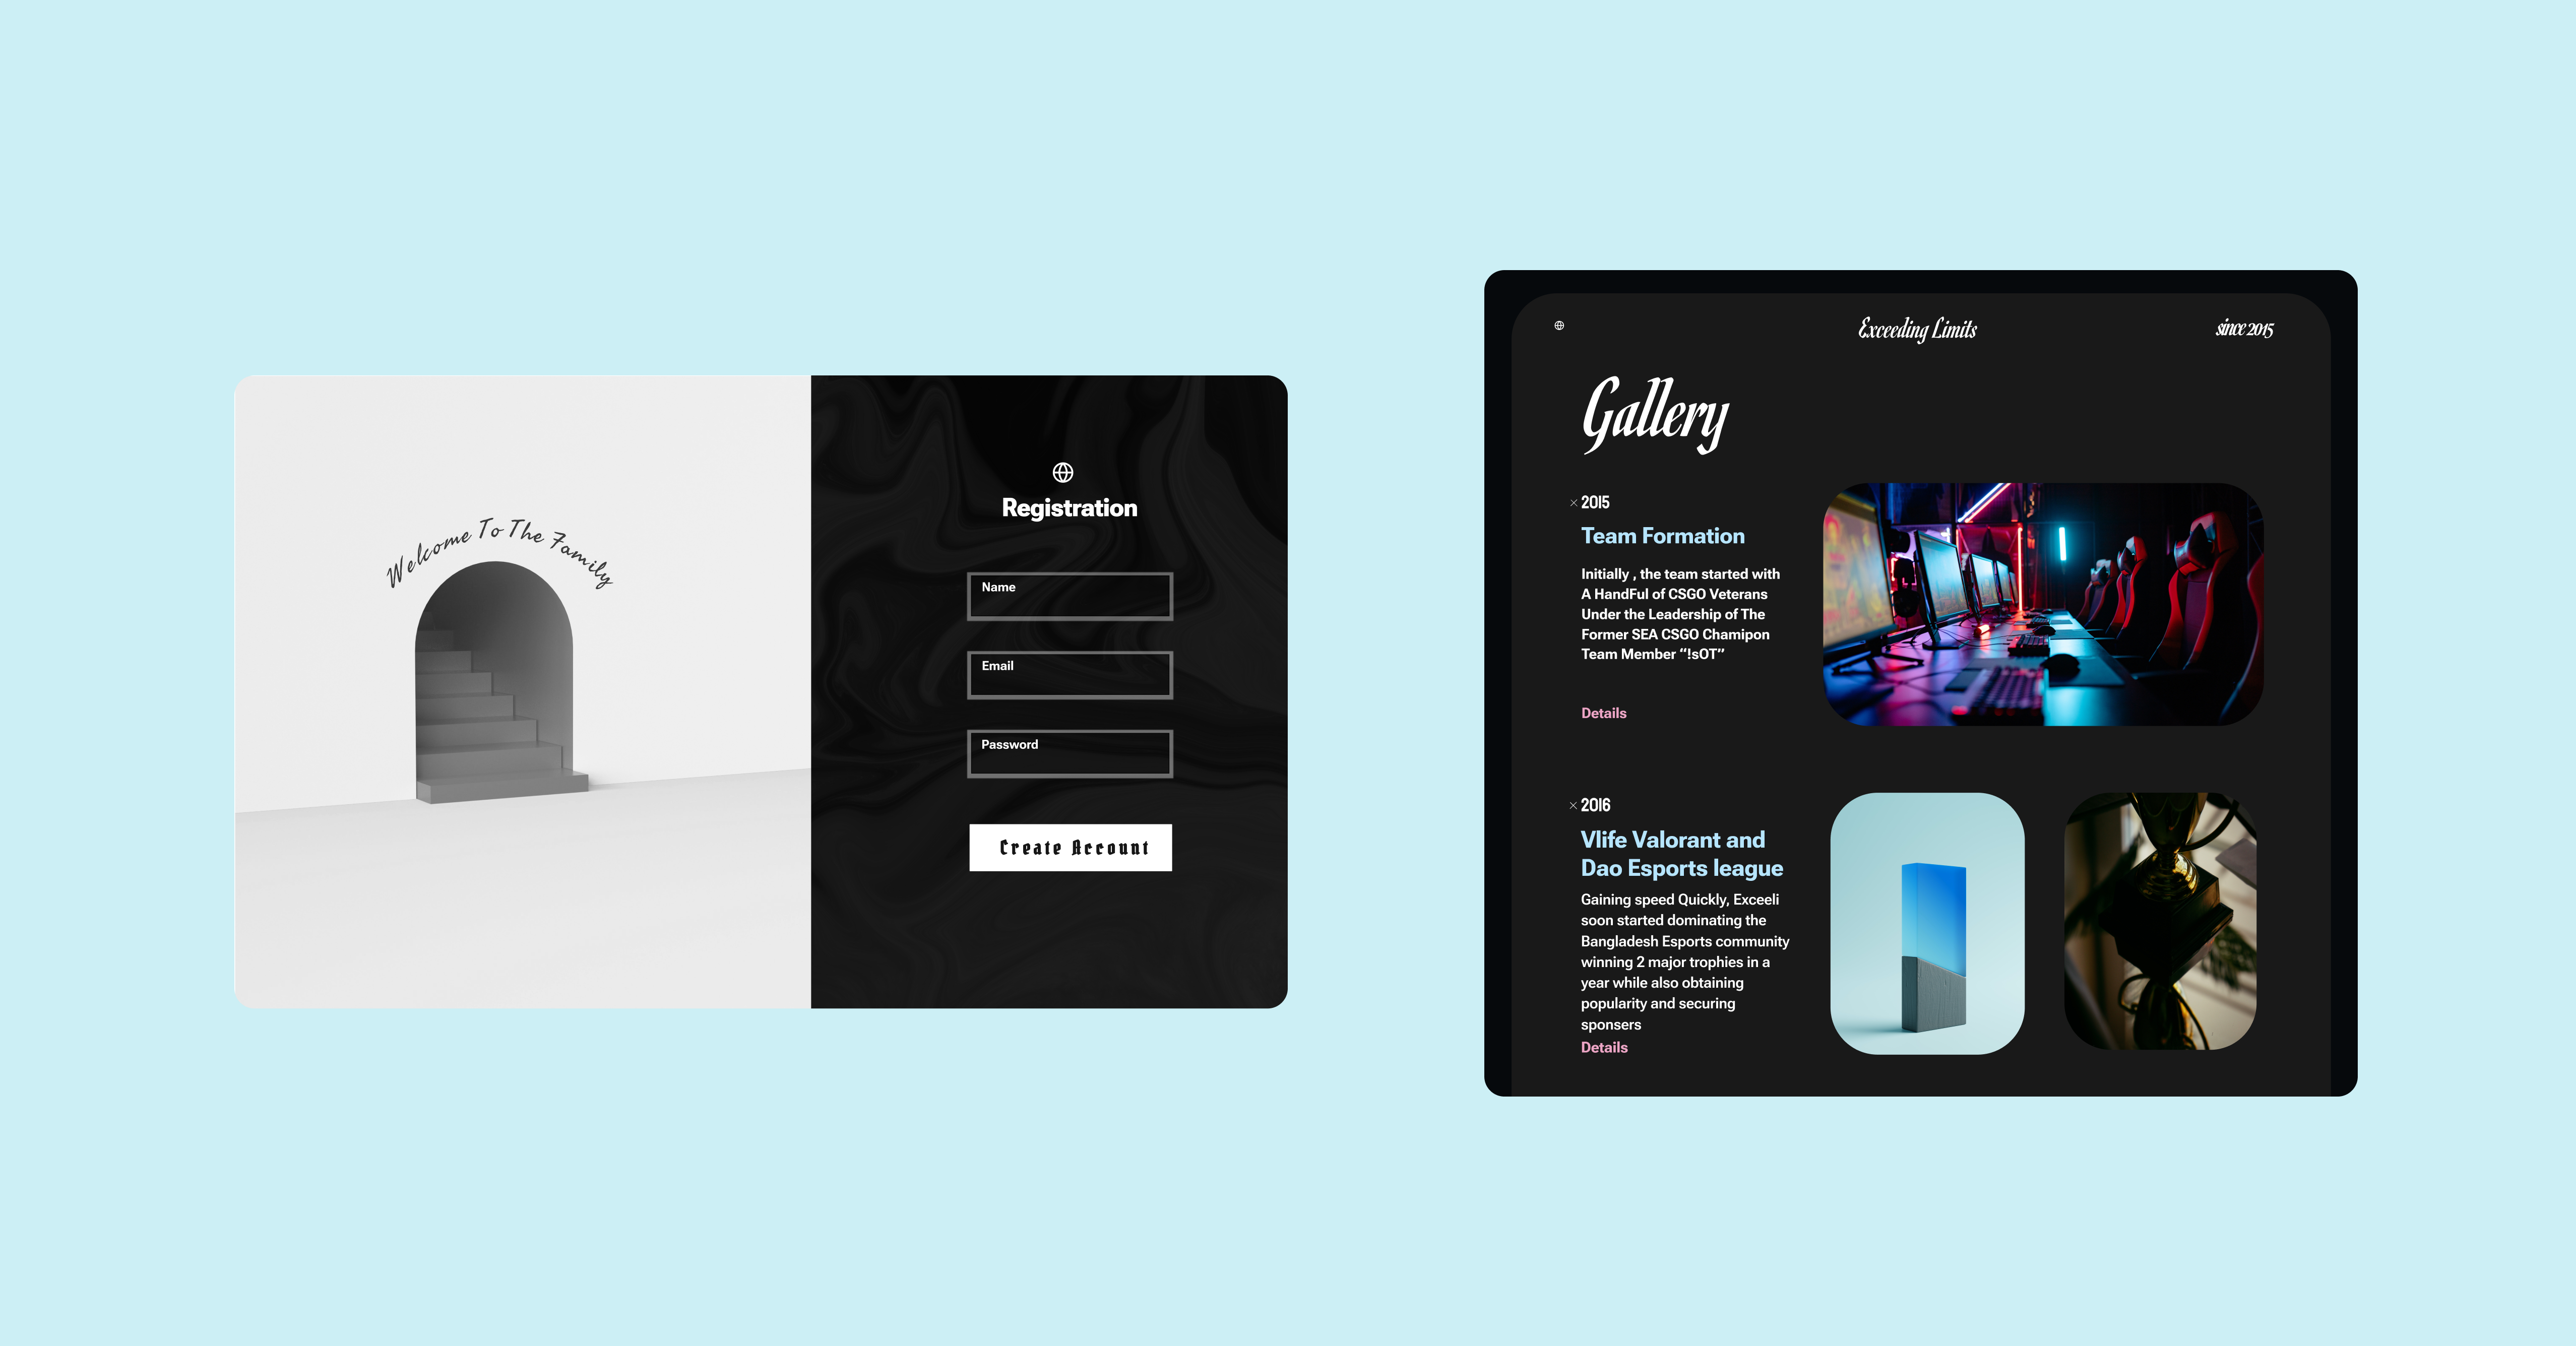 Welcome To The Family
Registration
Name
Email
Password
Create Account
Exceeding Limits
since 2015
Gallery
2015
Team Formation
Initially , the team started with
A HandFul of CSGO Veterans
Under the Leadership of The
Former SEA CSGO Chamipon
Team Member “!sOT”
Details
2016
Vlife Valorant and
Dao Esports league
Gaining speed Quickly, Exceeli
soon started dominating the
Bangladesh Esports community
winning 2 major trophies in a
year while also obtaining
popularity and securing
sponsers
Details